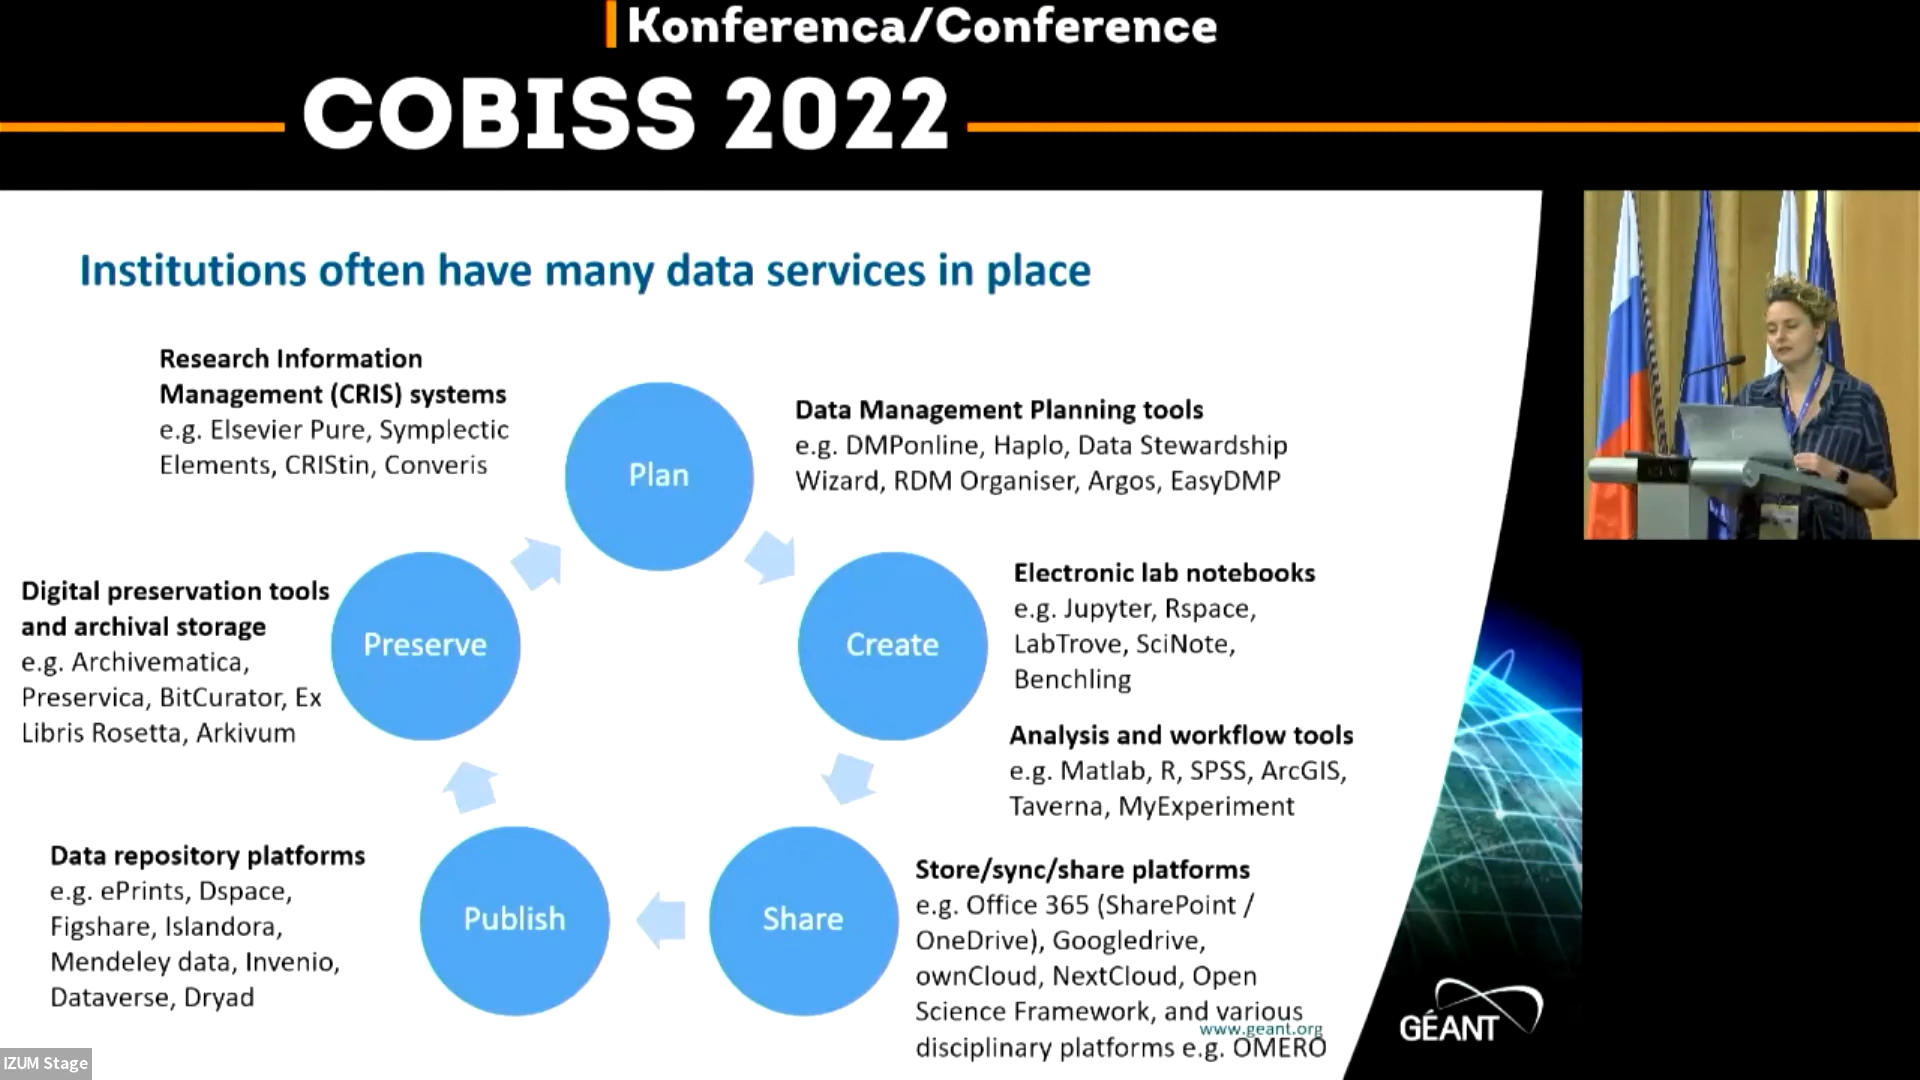 Konferenca/Conference
COBISS 2022
Institutions often have many data services in place
Research Information
Management (CRIS) systems
e.g. Elsevier Pure, Symplectic
Elements, CRIStin, Converis
Plan
Data Management Planning tools
e.g. DMPonline, Haplo, Data Stewardship
Wizard, RDM Organiser, Argos, EasyDMP
Digital preservation tools
and archival storage
e.g. Archivematica,
Preservica, BitCurator, Ex
Libris Rosetta, Arkivum
Preserve
Create
Electronic lab notebooks
e.g. Jupyter, Rspace,
LabTrove, SciNote,
Benchling
Analysis and workflow tools
e.g. Matlab, R, SPSS, ArcGIS,
Taverna, MyExperiment
Data repository platforms
e.g. ePrints, Dspace,
Figshare, Islandora,
Mendeley data, Invenio,
Dataverse, Dryad
Publish
Share
Store/sync/share platforms
e.g. Office 365 (SharePoint /
OneDrive), Googledrive,
ownCloud, NextCloud, Open
Science Framework, and various
disciplinary platforms e.g. OMERO
www.geant.org
GÉANT
IZUM Stage